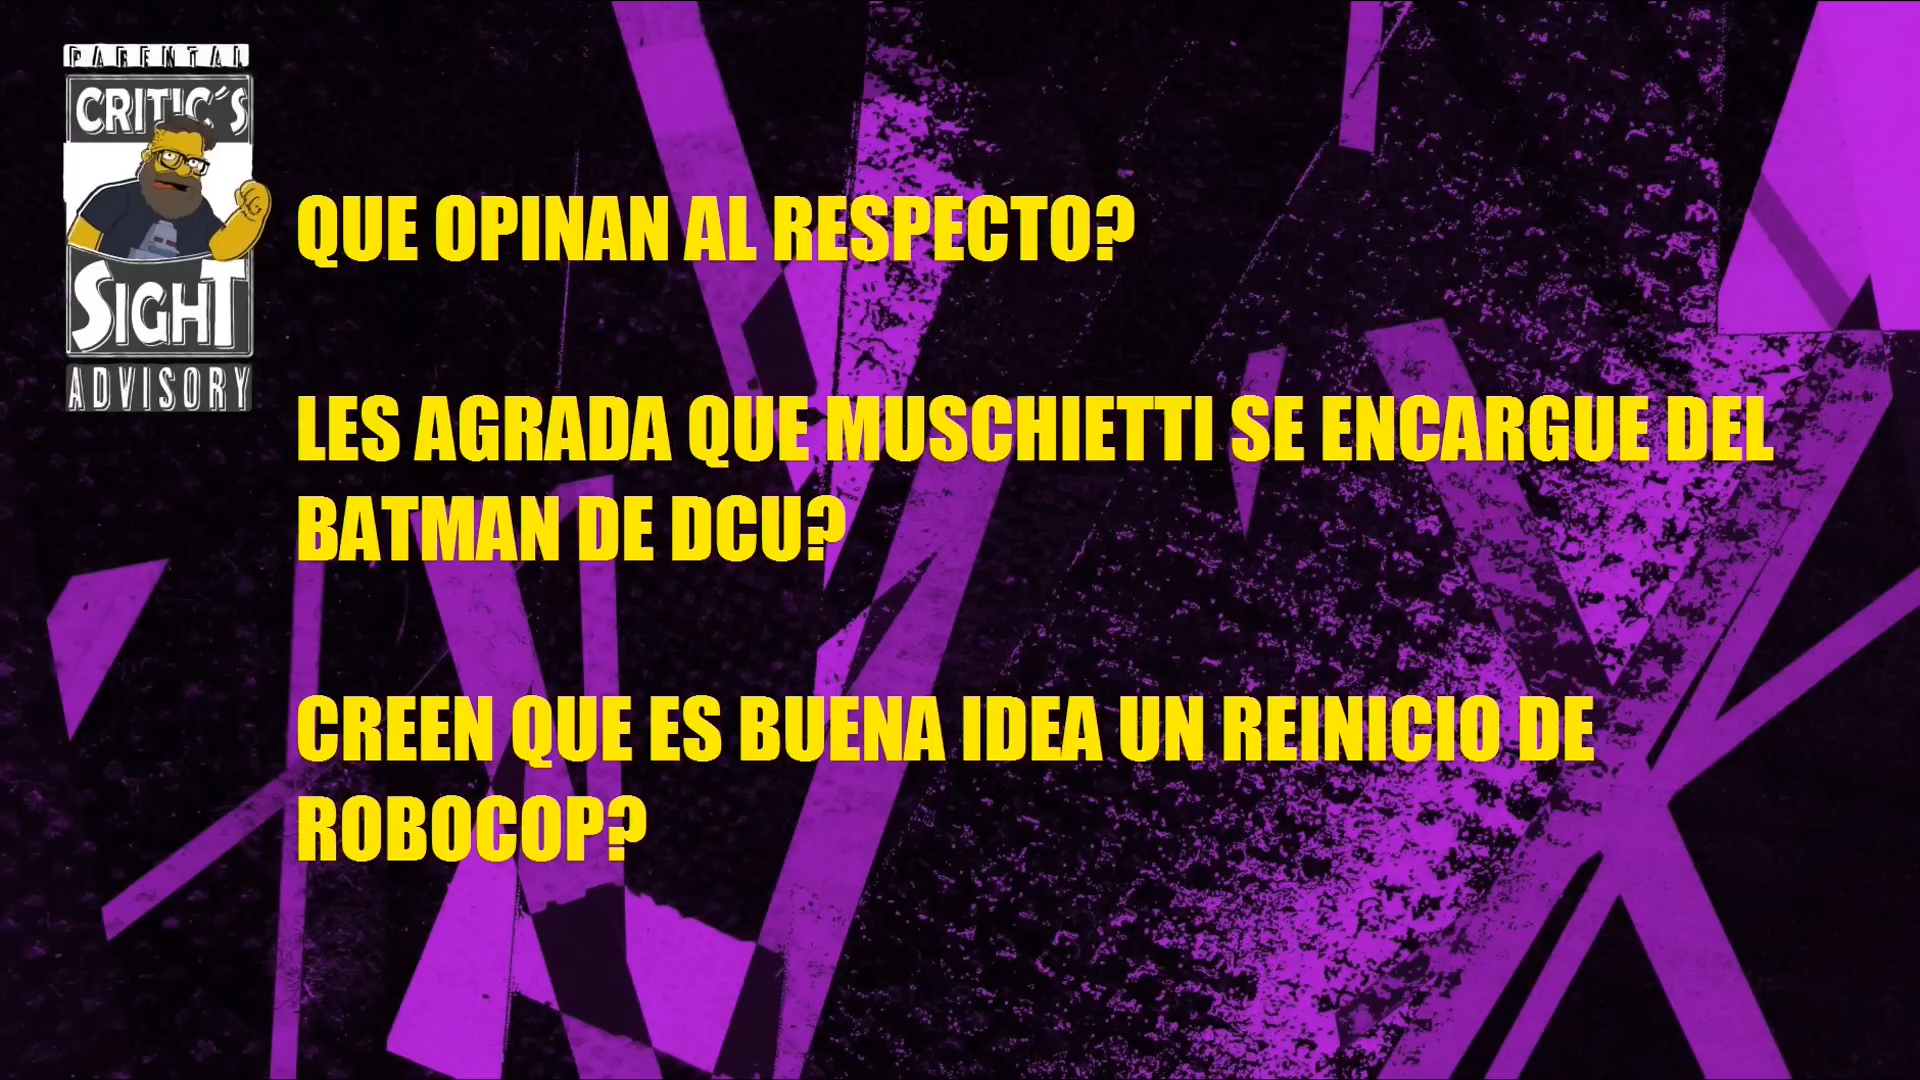 PARENTAL
CRITIC´S
SIGHT
ADVISORY
QUE OPINAN AL RESPECTO?
LES AGRADA QUE MUSCHIETTI SE ENCARGUE DEL
BATMAN DE DCU?
CREEN QUE ES BUENA IDEA UN REINICIO DE
ROBOCOP?